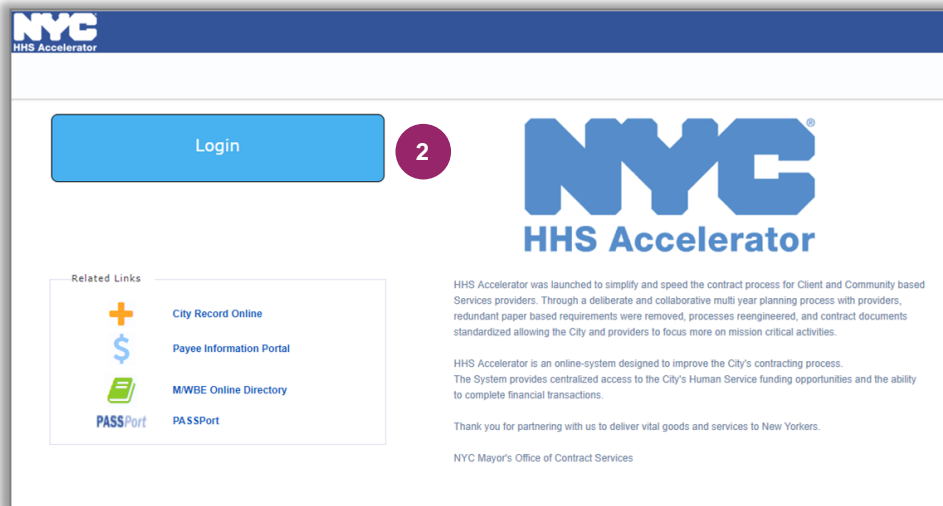 NYC
HHS Accelerator
Login
2
NYC®
HHS Accelerator
Related Links
City Record Online
$
Payee Information Portal
M/WBE Online Directory
PASSPort
PASSPort
HHS Accelerator was launched to simplify and speed the contract process for Client and Community based
Services providers. Through a deliberate and collaborative multi year planning process with providers,
redundant paper based requirements were removed, processes reengineered, and contract documents
standardized allowing the City and providers to focus more on mission critical activities.
HHS Accelerator is an online-system designed to improve the City's contracting process.
The System provides centralized access to the City's Human Service funding opportunities and the ability
to complete financial transactions.
Thank you for partnering with us to deliver vital goods and services to New Yorkers.
NYC Mayor's Office of Contract Services